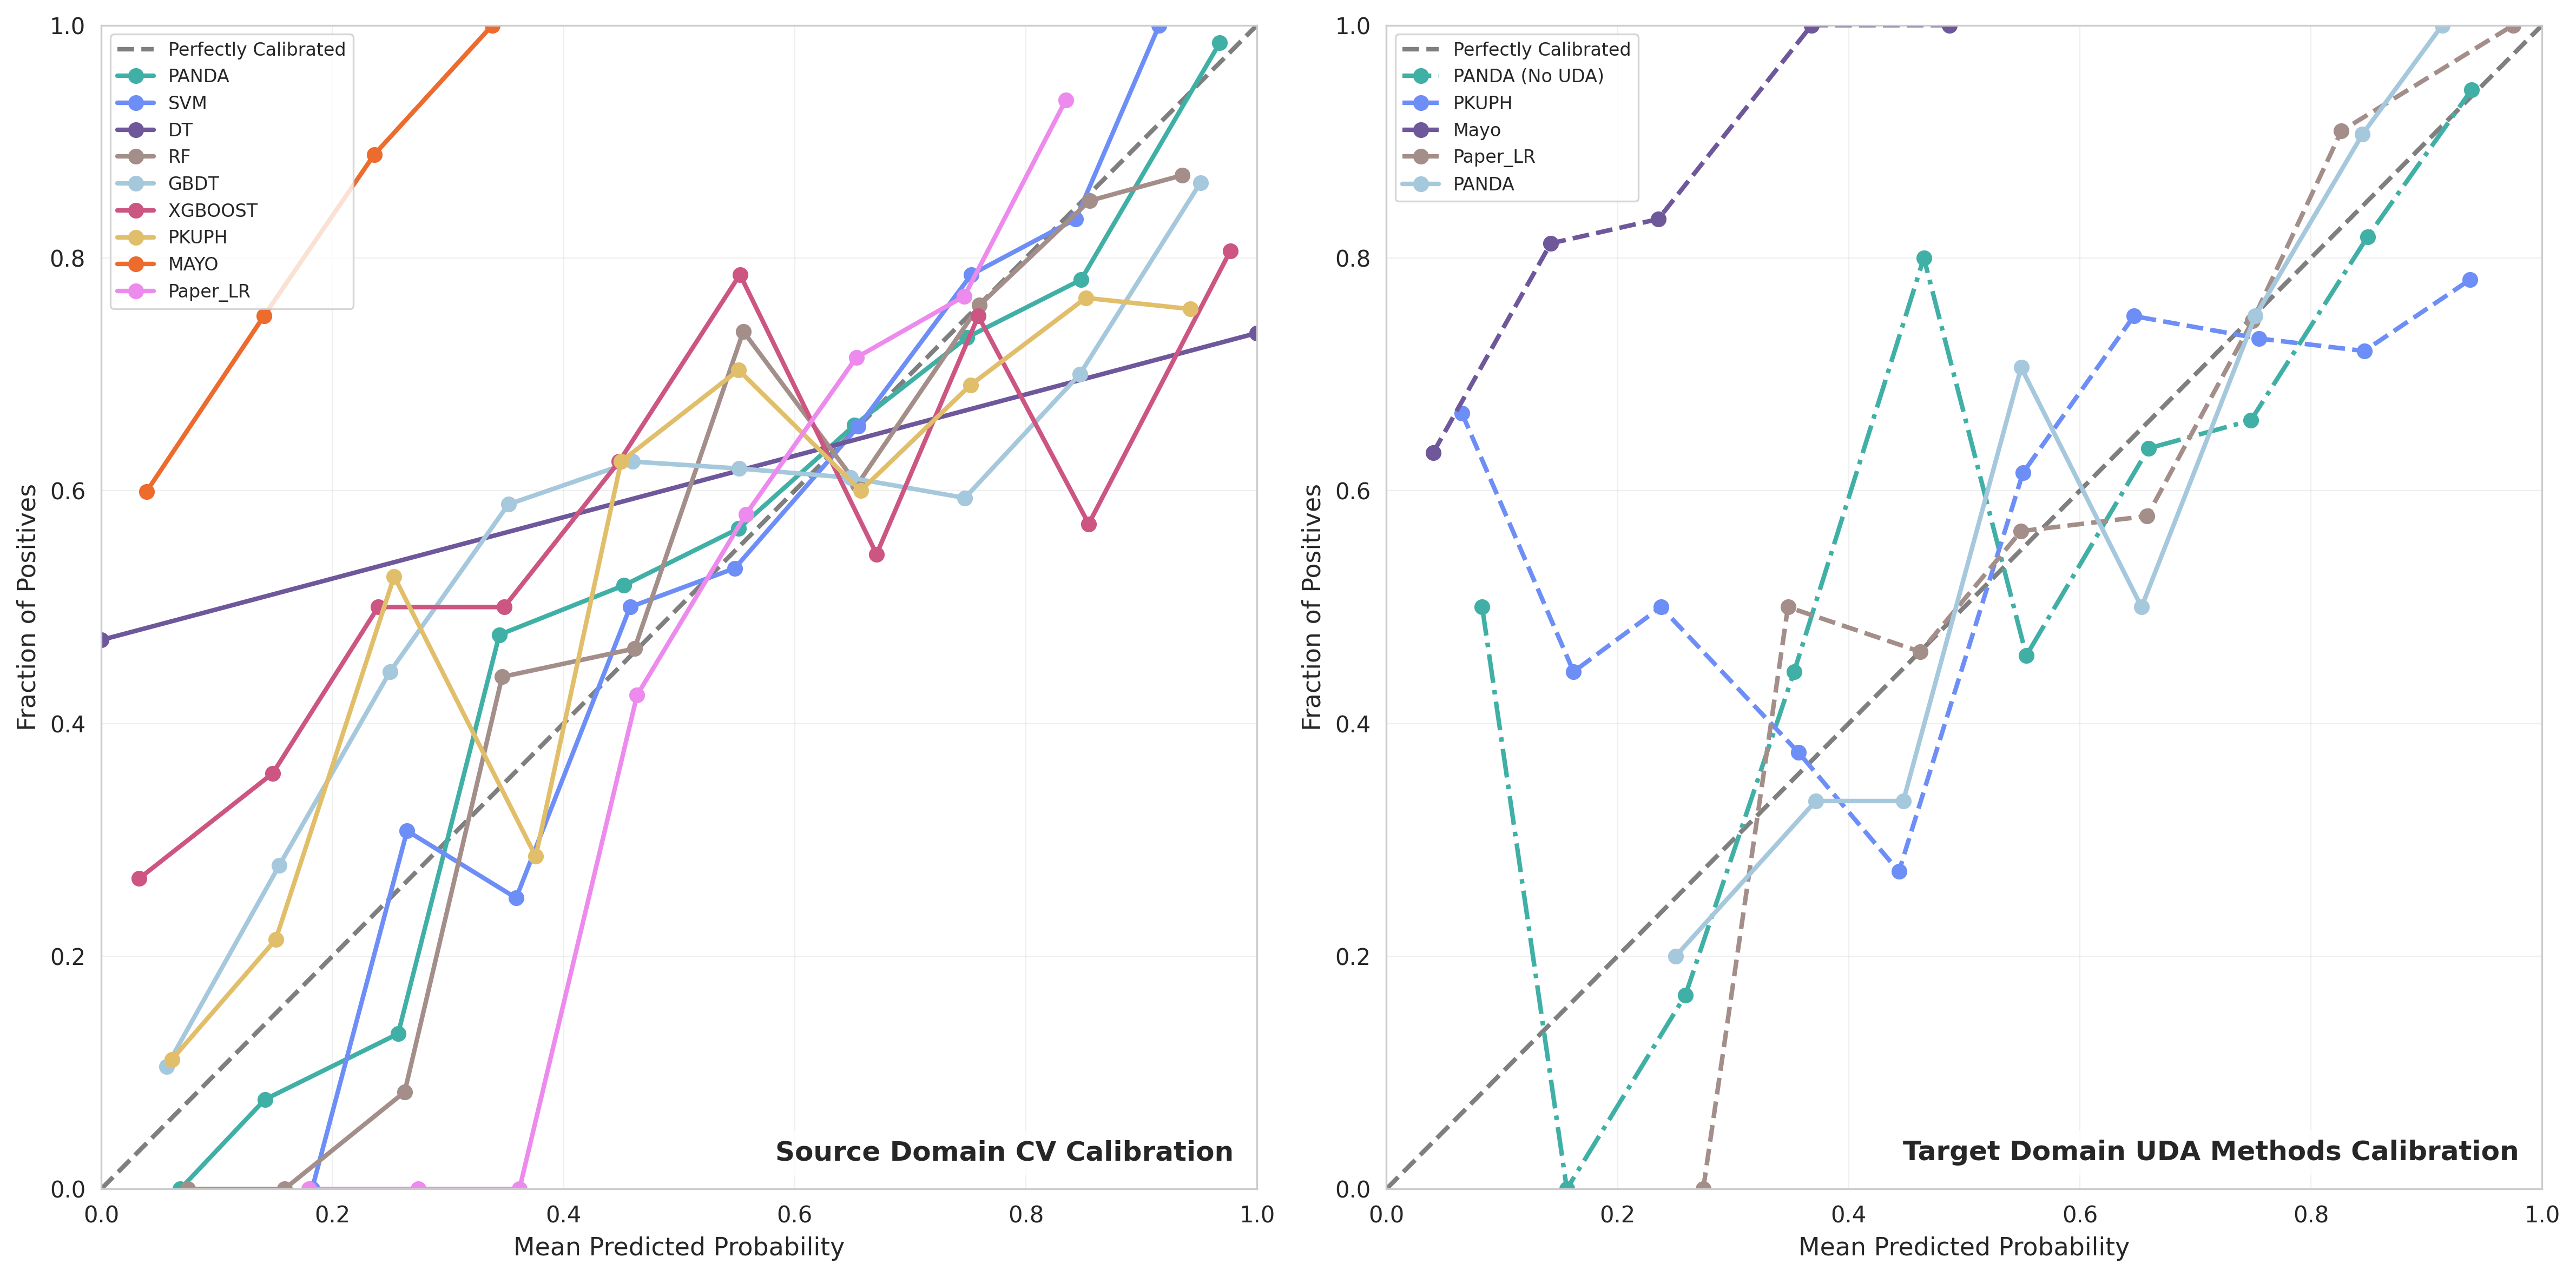 Perfectly Calibrated
PANDA
SVM
DT
RF
GBDT
XGBOOST
PKUPH
MAYO
Paper_LR
1.0
0.8
0.6
0.4
0.2
0.0
Fraction of Positives
Source Domain CV Calibration
0.0 0.2 0.4 0.6 0.8 1.0
Mean Predicted Probability
Perfectly Calibrated
PANDA (No UDA)
PKUPH
Mayo
Paper_LR
PANDA
1.0
0.8
0.6
0.4
0.2
0.0
Fraction of Positives
Target Domain UDA Methods Calibration
0.0 0.2 0.4 0.6 0.8 1.0
Mean Predicted Probability